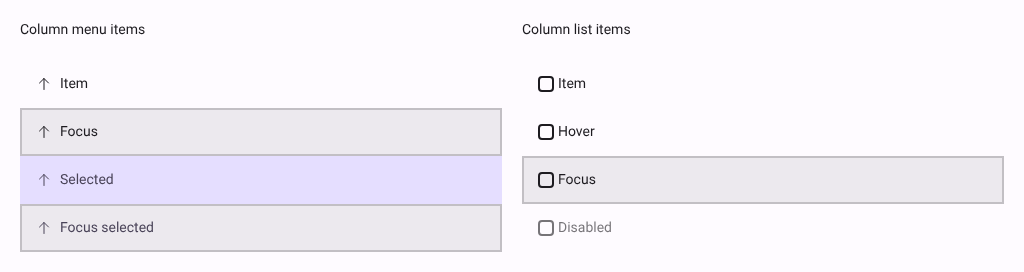 Column menu items
Item
Focus
Selected
Focus selected
Column list items
Item
Hover
Focus
Disabled